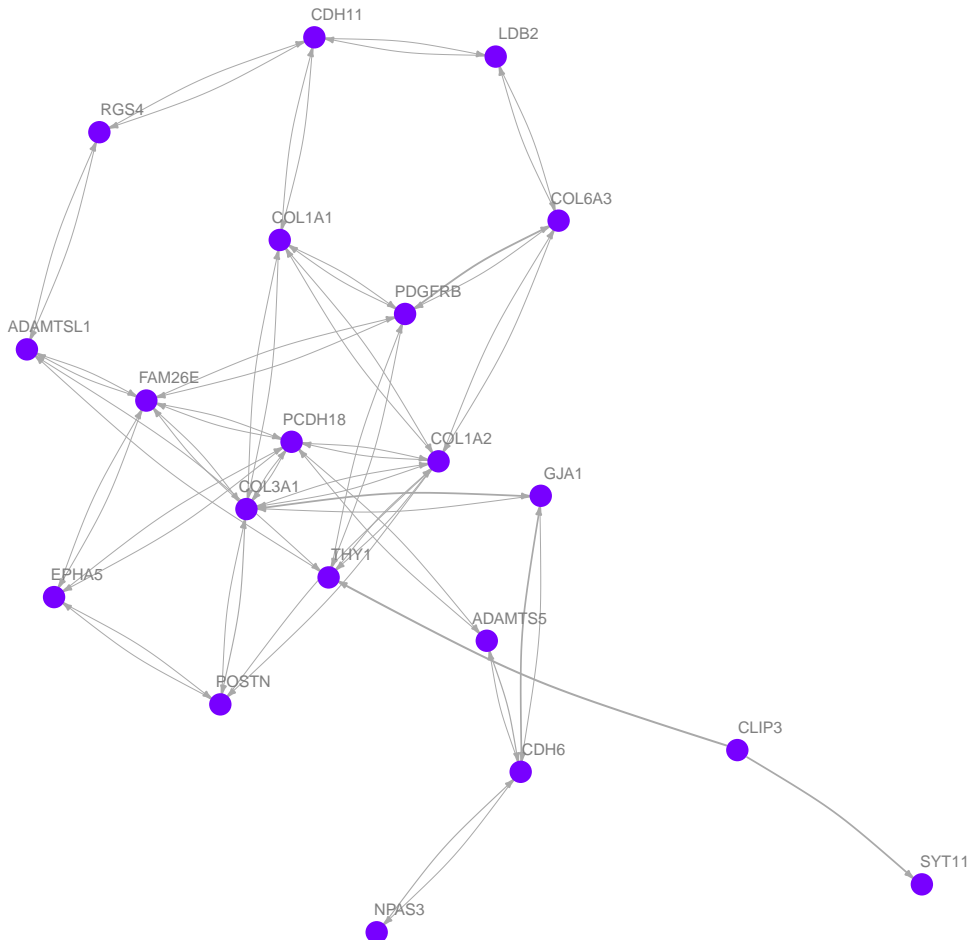 CDH11
LDB2
RGS4
COL6A3
COL1A1
PDGFRB
ADAMTSL1
FAM26E
PCDH18
COL1A2
GJA1
COL3A1
THY1
EPHA5
ADAMTS5
POSTN
CLIP3
CDH6
SYT11
NPAS3